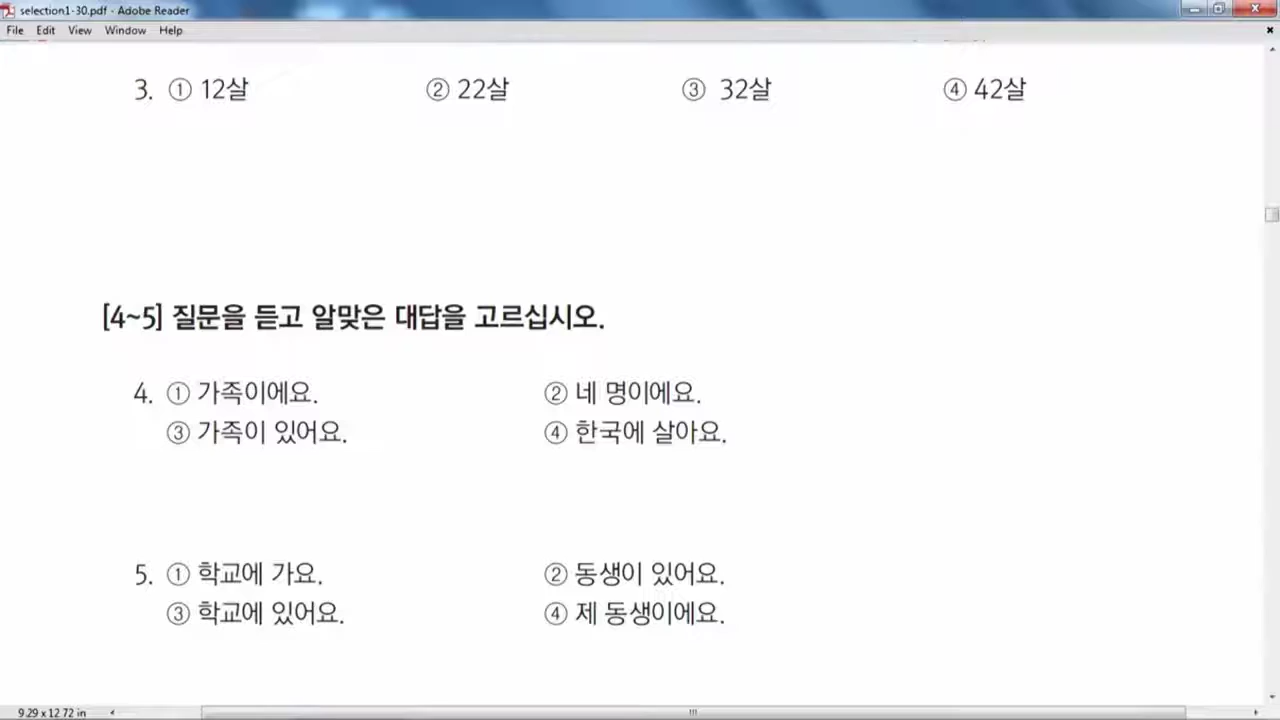 selection1-30.pdf - Adobe Reader
File Edit View Window Help
3. ① 12살 ② 22살 ③ 32살 ④ 42살
[4~5] 질문을 듣고 알맞은 대답을 고르십시오.
4. ① 가족이에요. ② 네 명이에요.
③ 가족이 있어요. ④ 한국에 살아요.
5. ① 학교에 가요. ② 동생이 있어요.
③ 학교에 있어요. ④ 제 동생이에요.
9.29 x 12.72 in